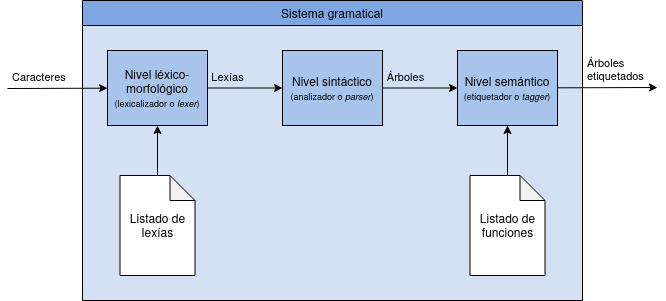 Sistema gramatical
Caracteres
Nivel léxico-
morfológico
(lexicalizador o lexer)
Lexías
Nivel sintáctico
(analizador o parser)
Árboles
Nivel semántico
(etiquetador o tagger)
Árboles
etiquetados
Listado de
lexías
Listado de
funciones